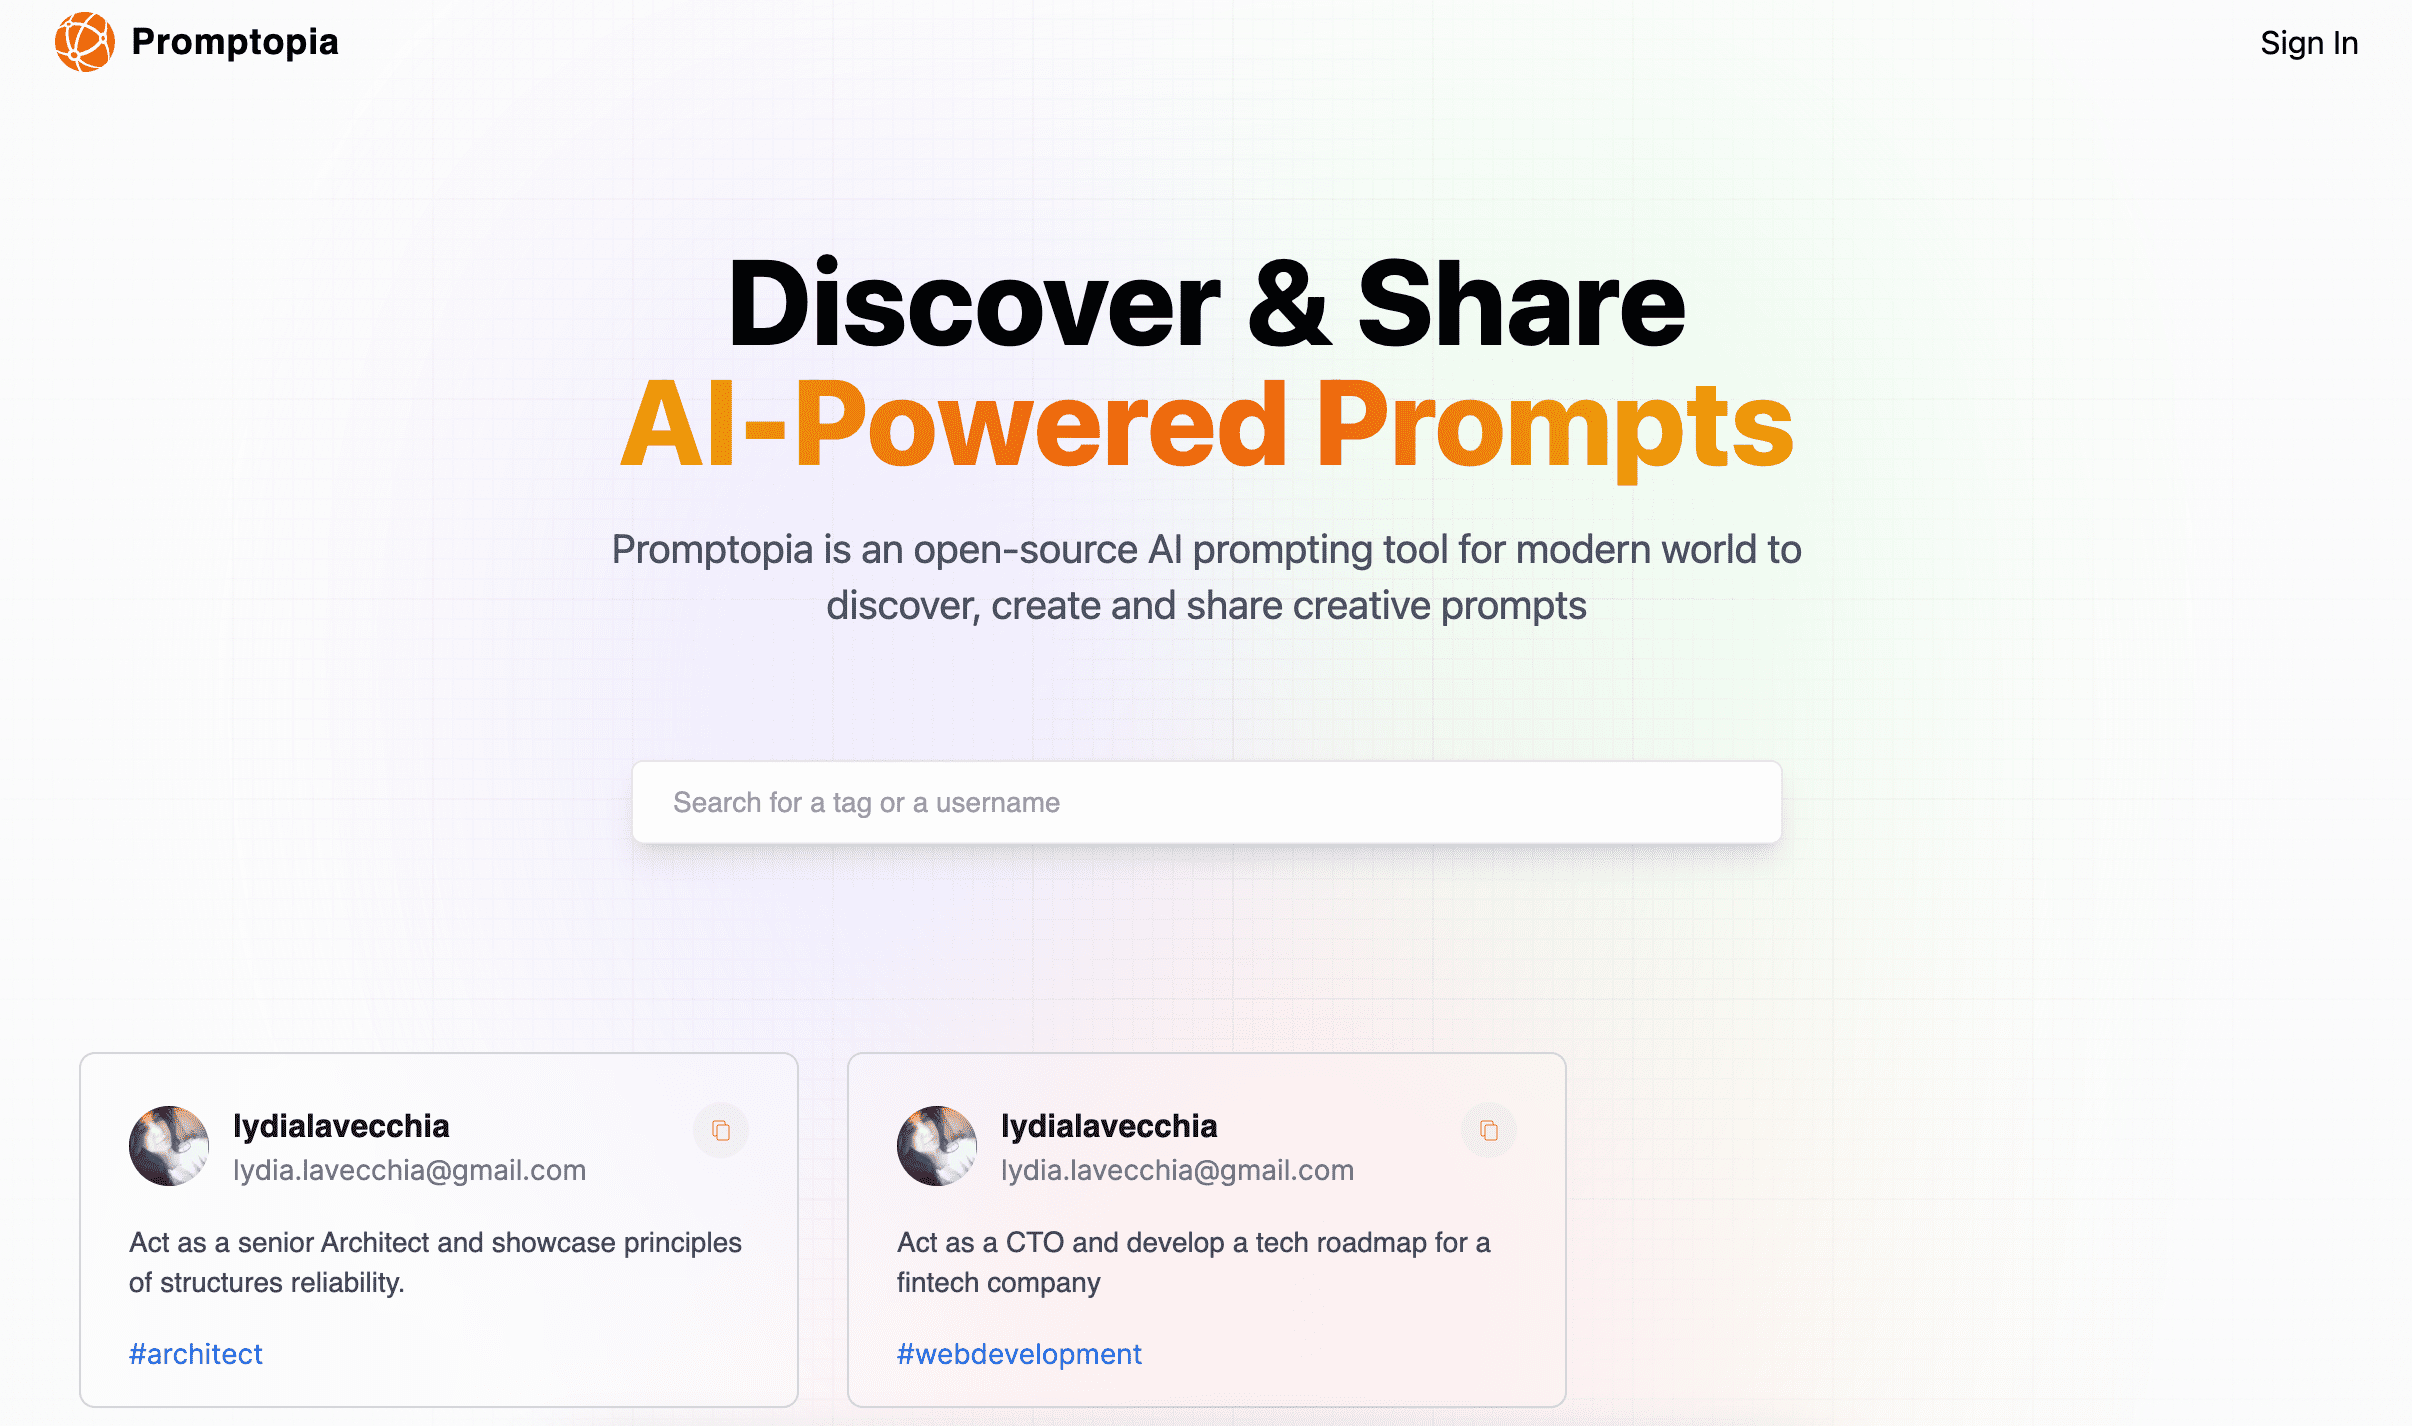 Promptopia
Sign In
Discover & Share
AI-Powered Prompts
Promptopia is an open-source AI prompting tool for modern world to
discover, create and share creative prompts
Search for a tag or a username
lydialavecchia
lydia.lavecchia@gmail.com
Act as a senior Architect and showcase principles
of structures reliability.
#architect
lydialavecchia
lydia.lavecchia@gmail.com
Act as a CTO and develop a tech roadmap for a
fintech company
#webdevelopment